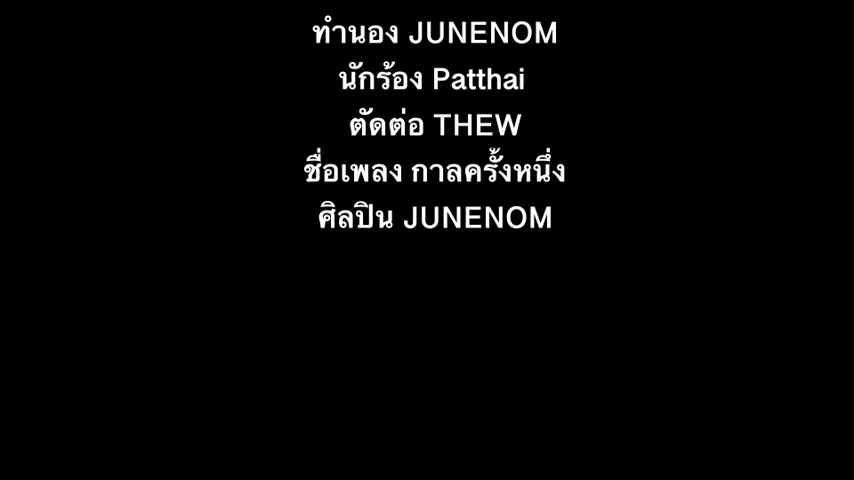 ทำนอง JUNENOM
นักร้อง Patthai
ตัดต่อ THEW
ชื่อเพลง กาลครั้งหนึ่ง
ศิลปิน JUNENOM